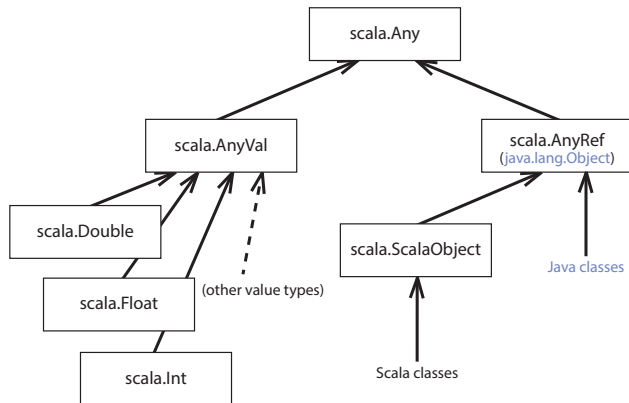 scala.Any
scala.AnyVal
scala.AnyRef
(java.lang.Object)
scala.Double
scala.ScalaObject
Java classes
(other value types)
scala.Float
scala.Int
Scala classes